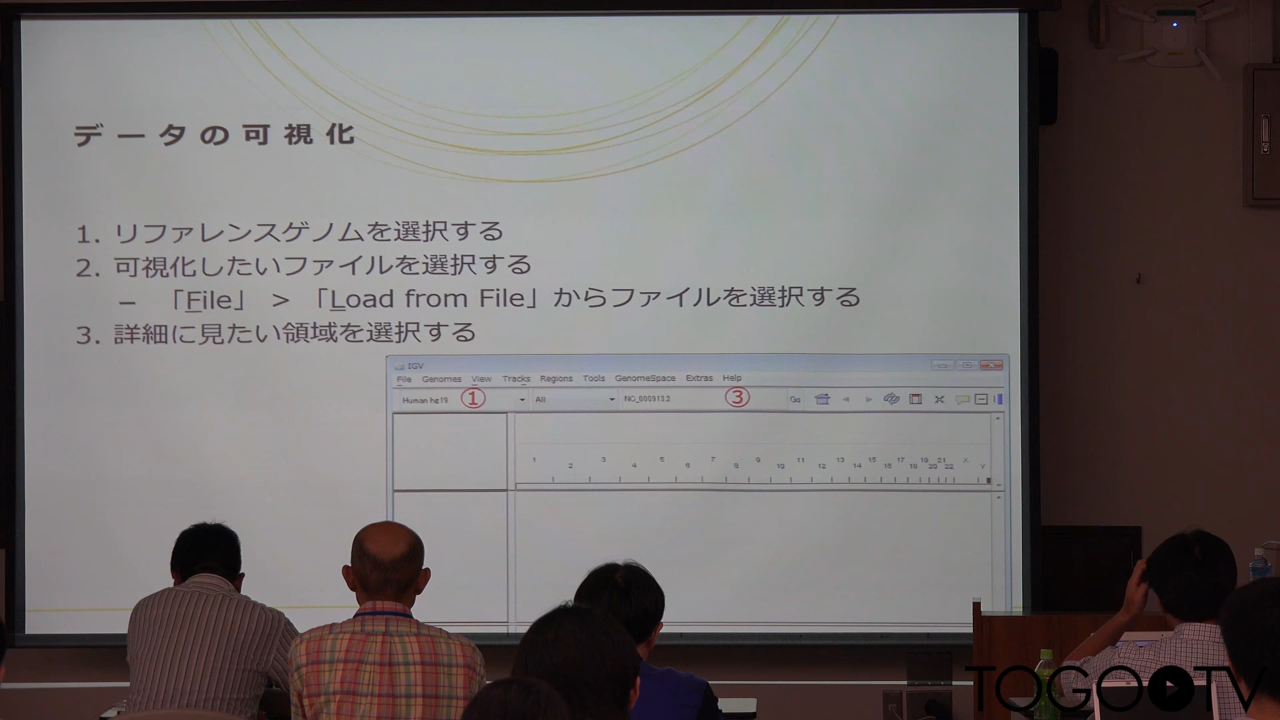 データの可視化
1. リファレンスゲノムを選択する
2. 可視化したいファイルを選択する
– 「File」 > 「Load from File」からファイルを選択する
3. 詳細に見たい領域を選択する
IGV
File Genomes View Tracks Regions Tools GenomeSpace Extras Help
Human hg19 ① All NC_000913.2 ③ Go
1 2 3 4 5 6 7 8 9 10 11 12 13 14 15 16 17 18 19 20 21 22 X Y
TOGOTV